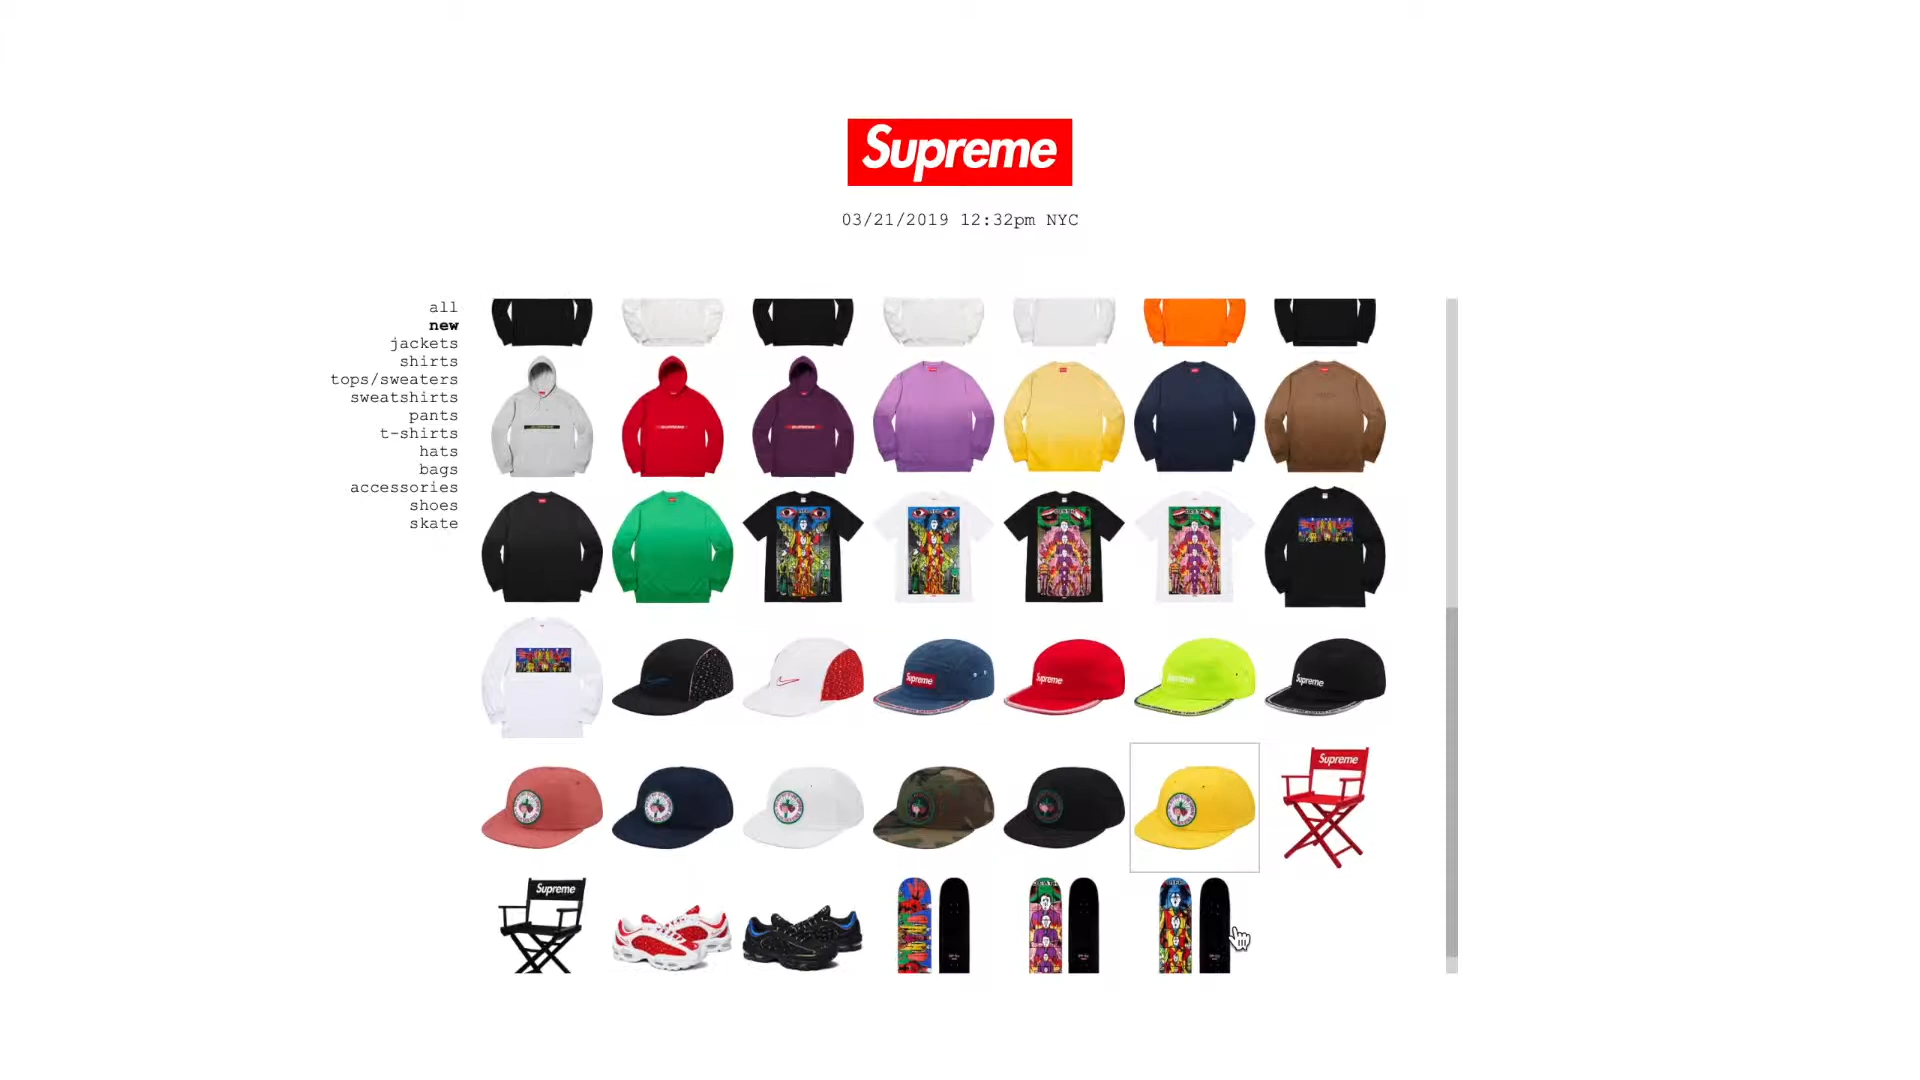 Supreme
03/21/2019 12:32pm NYC
all
new
jackets
shirts
tops/sweaters
sweatshirts
pants
t-shirts
hats
bags
accessories
shoes
skate
Supreme
Supreme
Supreme
Supreme
Supreme
Supreme